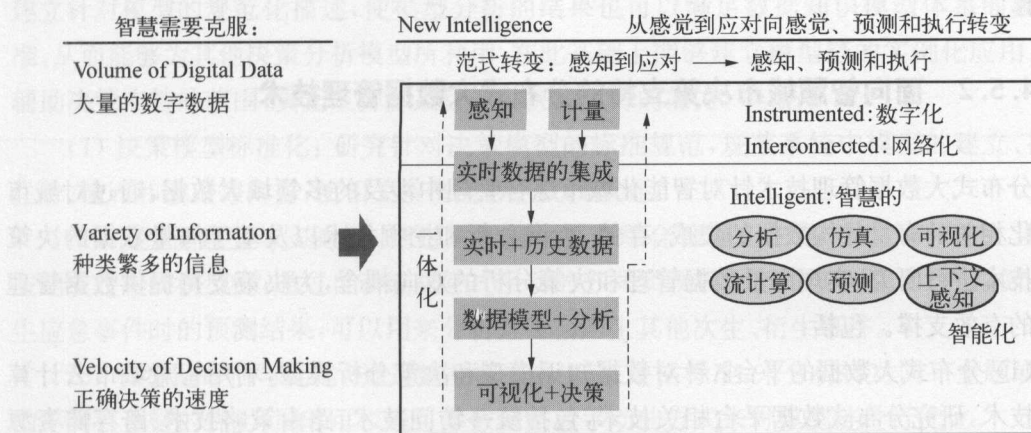 智慧需要克服：
Volume of Digital Data
大量的数字数据
Variety of Information
种类繁多的信息
Velocity of Decision Making
正确决策的速度
New Intelligence
从感觉到应对向感觉、预测和执行转变
范式转变：感知到应对
感知、预测和执行
感知
计量
实时数据的集成
实时+历史数据
数据模型+分析
可视化+决策
体
化
Instrumented：数字化
Interconnected：网络化
Intelligent：智慧的
分析
仿真
可视化
流计算
预测
上下文
感知
智能化